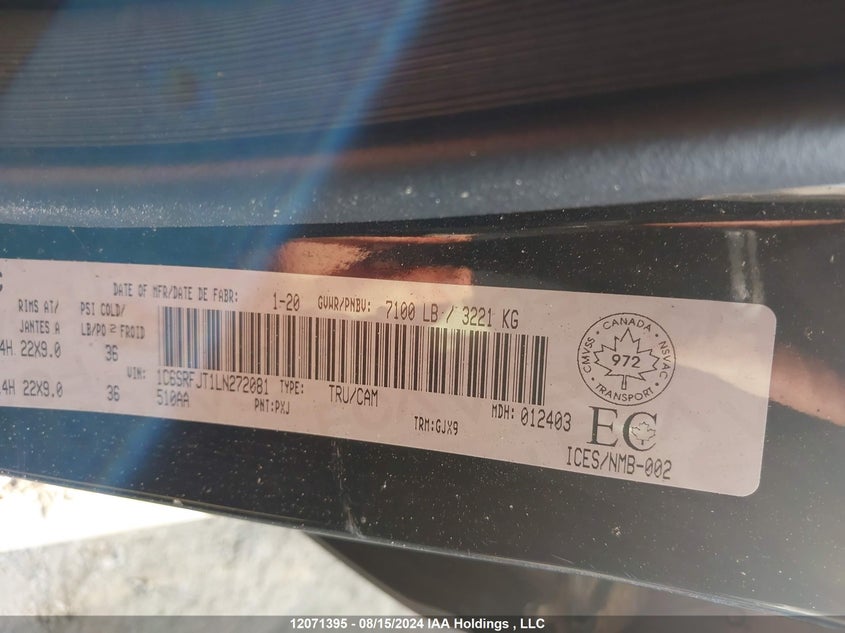 DATE OF MFR/DATE DE FABR: 1-20 GVWR/PNBV: 7100 LB / 3221 KG
RIMS AT/ PSI COLD/
JANTES A LB/PO² FROID
4H 22X9.0 36
VIN: 1C6SRFJT1LN272081 TYPE: TRU/CAM MDH: 012403
4H 22X9.0 36 510AA PNT:PXJ TRM:GJX9
CMVSS • CANADA • NSVAC
972
TRANSPORT
EC
ICES/NMB-002
12071395 - 08/15/2024 IAA Holdings , LLC